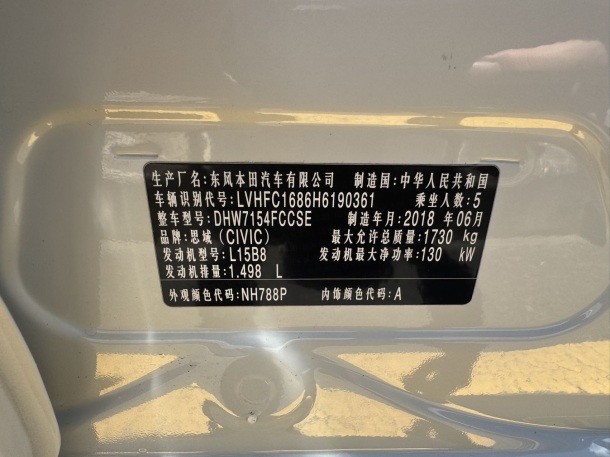 生产厂名:东风本田汽车有限公司 制造国:中华人民共和国
车辆识别代号:LVHFC1686H6190361 乘坐人数:5
整车型号:DHW7154FCCSE 制造年月:2018 年06月
品牌:思域(CIVIC) 最大允许总质量:1730 kg
发动机型号:L15B8 发动机最大净功率:130 kW
发动机排量:1.498 L
外观颜色代码:NH788P 内饰颜色代码:A